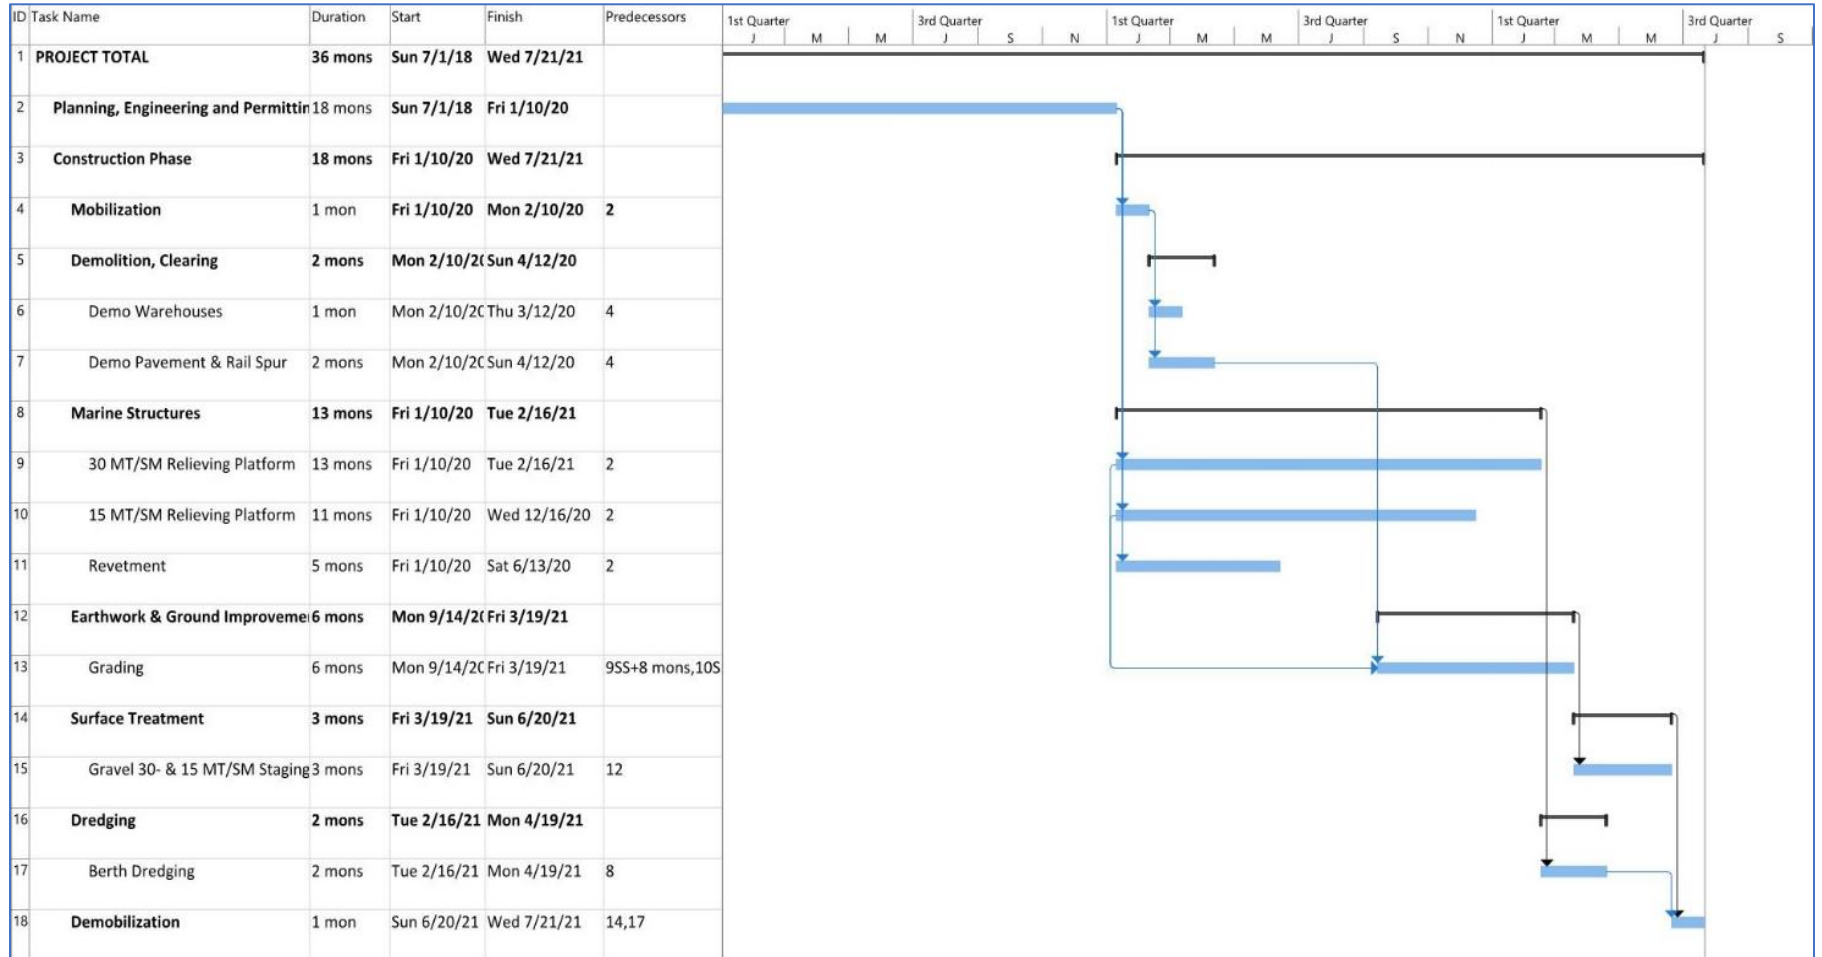 ID Task Name Duration Start Finish Predecessors 1st Quarter 3rd Quarter 1st Quarter 3rd Quarter 1st Quarter 3rd Quarter
J M M J S N J M M J S N J M M J S
1 PROJECT TOTAL 36 mons Sun 7/1/18 Wed 7/21/21
2 Planning, Engineering and Permittin 18 mons Sun 7/1/18 Fri 1/10/20
3 Construction Phase 18 mons Fri 1/10/20 Wed 7/21/21
4 Mobilization 1 mon Fri 1/10/20 Mon 2/10/20 2
5 Demolition, Clearing 2 mons Mon 2/10/20 Sun 4/12/20
6 Demo Warehouses 1 mon Mon 2/10/20 Thu 3/12/20 4
7 Demo Pavement & Rail Spur 2 mons Mon 2/10/20 Sun 4/12/20 4
8 Marine Structures 13 mons Fri 1/10/20 Tue 2/16/21
9 30 MT/SM Relieving Platform 13 mons Fri 1/10/20 Tue 2/16/21 2
10 15 MT/SM Relieving Platform 11 mons Fri 1/10/20 Wed 12/16/20 2
11 Revetment 5 mons Fri 1/10/20 Sat 6/13/20 2
12 Earthwork & Ground Improveme 6 mons Mon 9/14/20 Fri 3/19/21
13 Grading 6 mons Mon 9/14/20 Fri 3/19/21 9SS+8 mons,10S
14 Surface Treatment 3 mons Fri 3/19/21 Sun 6/20/21
15 Gravel 30- & 15 MT/SM Staging 3 mons Fri 3/19/21 Sun 6/20/21 12
16 Dredging 2 mons Tue 2/16/21 Mon 4/19/21
17 Berth Dredging 2 mons Tue 2/16/21 Mon 4/19/21 8
18 Demobilization 1 mon Sun 6/20/21 Wed 7/21/21 14,17